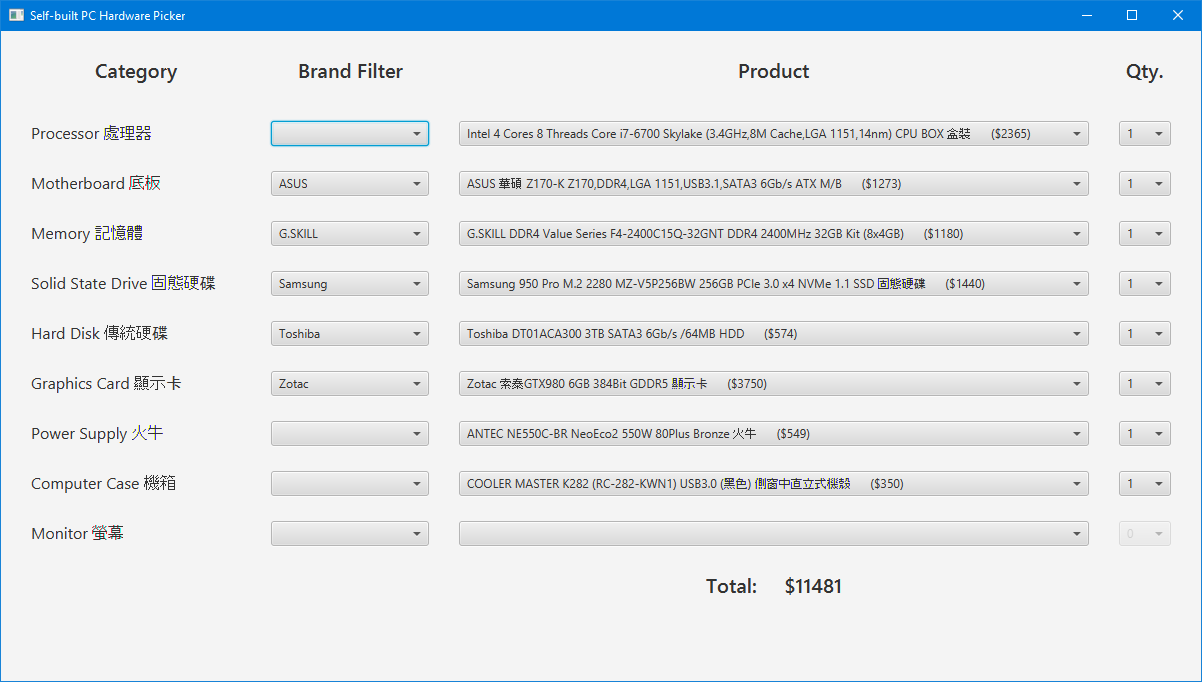 Self-built PC Hardware Picker
Category Brand Filter Product Qty.
Processor 處理器 Intel 4 Cores 8 Threads Core i7-6700 Skylake (3.4GHz,8M Cache,LGA 1151,14nm) CPU BOX 盒裝 ($2365) 1
Motherboard 底板 ASUS ASUS 華碩 Z170-K Z170,DDR4,LGA 1151,USB3.1,SATA3 6Gb/s ATX M/B ($1273) 1
Memory 記憶體 G.SKILL G.SKILL DDR4 Value Series F4-2400C15Q-32GNT DDR4 2400MHz 32GB Kit (8x4GB) ($1180) 1
Solid State Drive 固態硬碟 Samsung Samsung 950 Pro M.2 2280 MZ-V5P256BW 256GB PCIe 3.0 x4 NVMe 1.1 SSD 固態硬碟 ($1440) 1
Hard Disk 傳統硬碟 Toshiba Toshiba DT01ACA300 3TB SATA3 6Gb/s /64MB HDD ($574) 1
Graphics Card 顯示卡 Zotac Zotac 索泰GTX980 6GB 384Bit GDDR5 顯示卡 ($3750) 1
Power Supply 火牛 ANTEC NE550C-BR NeoEco2 550W 80Plus Bronze 火牛 ($549) 1
Computer Case 機箱 COOLER MASTER K282 (RC-282-KWN1) USB3.0 (黑色) 側窗中直立式機殼 ($350) 1
Monitor 螢幕 0
Total: $11481